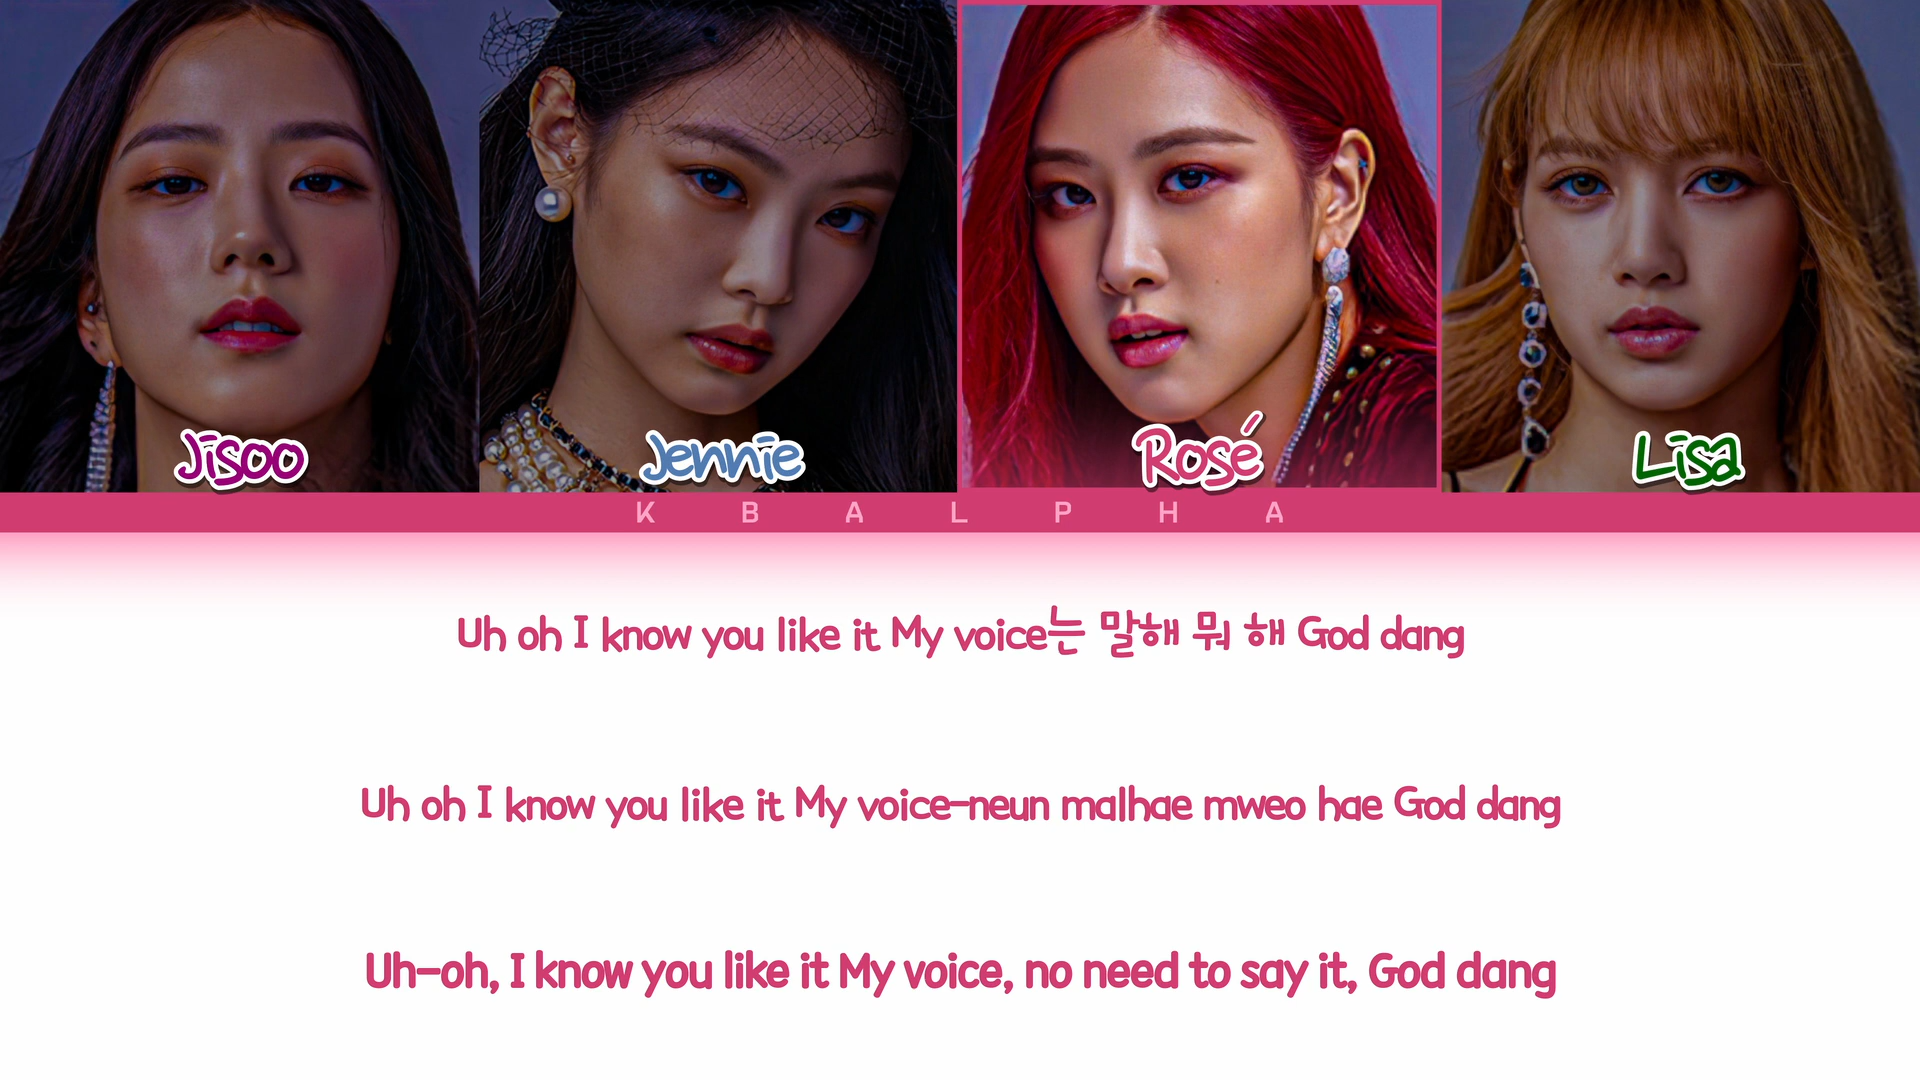 Jisoo
Jennie
Rosé
Lisa
K B A L P H A
Uh oh I know you like it My voice는 말해 뭐 해 God dang
Uh oh I know you like it My voice-neun malhae mweo hae God dang
Uh-oh, I know you like it My voice, no need to say it, God dang